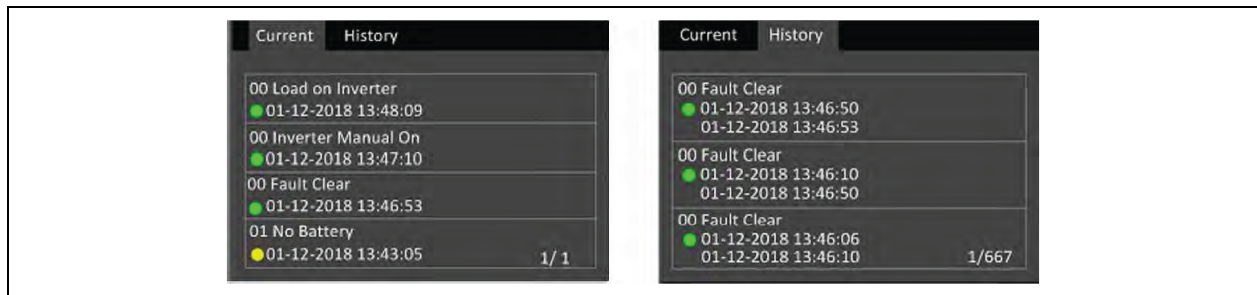 Current History
00 Load on Inverter
01-12-2018 13:48:09
00 Inverter Manual On
01-12-2018 13:47:10
00 Fault Clear
01-12-2018 13:46:53
01 No Battery
01-12-2018 13:43:05 1/ 1
Current History
00 Fault Clear
01-12-2018 13:46:50
01-12-2018 13:46:53
00 Fault Clear
01-12-2018 13:46:10
01-12-2018 13:46:50
00 Fault Clear
01-12-2018 13:46:06
01-12-2018 13:46:10 1/667